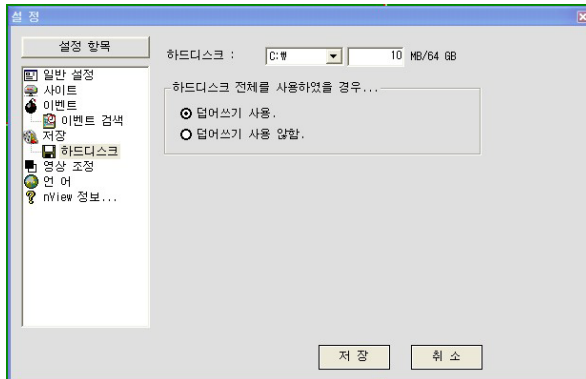 설 정
설정 항목
일반 설정
사이트
이벤트
이벤트 검색
저장
하드디스크
영상 조정
언 어
nView 정보...
하드디스크 : C:₩ 10 MB/64 GB
하드디스크 전체를 사용하였을 경우...
덮어쓰기 사용.
덮어쓰기 사용 않함.
저 장 취 소